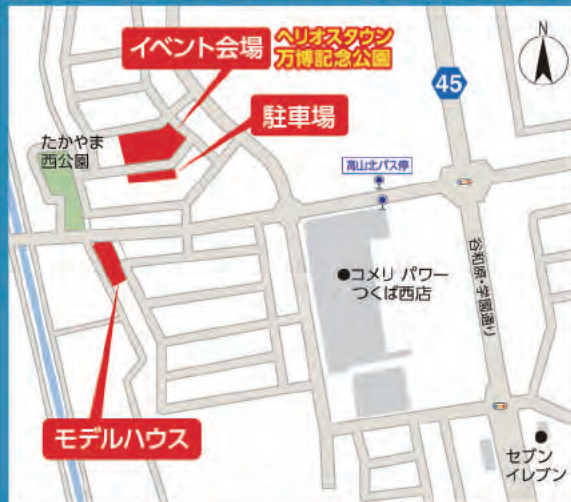 イベント会場
ヘリオスタウン
万博記念公園
N
45
駐車場
たかやま
西公園
高山北バス停
コメリ パワー
つくば西店
谷和原・学園通り
モデルハウス
セブン
イレブン